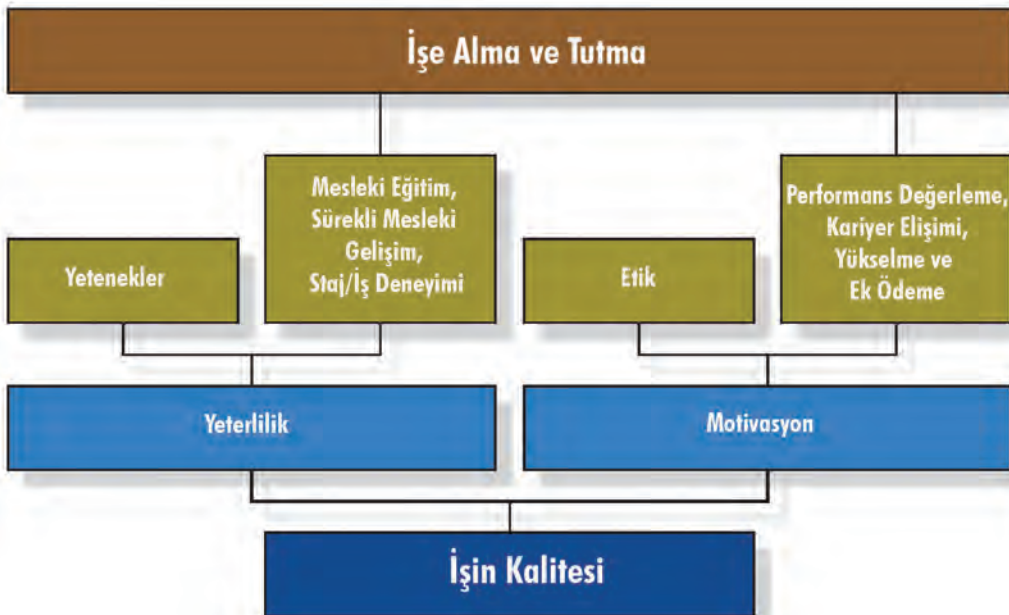 İşe Alma ve Tutma
Yetenekler
Mesleki Eğitim,
Sürekli Mesleki
Gelişim,
Staj/İş Deneyimi
Etik
Performans Değerleme,
Kariyer Elişimi,
Yükselme ve
Ek Ödeme
Yeterlilik
Motivasyon
İşin Kalitesi